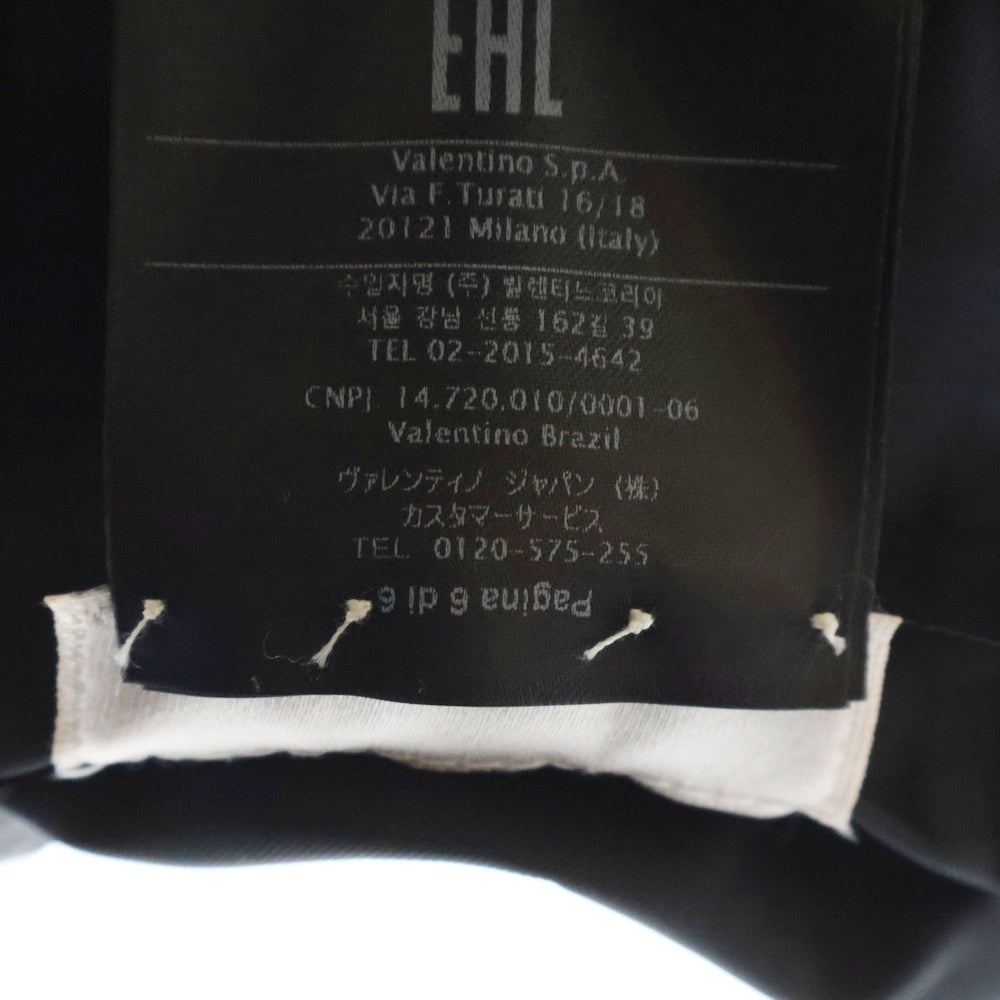 EAC
Valentino S.p.A.
Via F. Turati 16/18
20121 Milano (Italy)
수입자명 (주) 발렌티노코리아
서울 강남 선릉 162길 39
TEL 02-2015-4642
CNPJ 14.720.010/0001-06
Valentino Brazil
ヴァレンティノ ジャパン (株)
カスタマーサービス
TEL 0120-575-255
Pagina 6 di 6